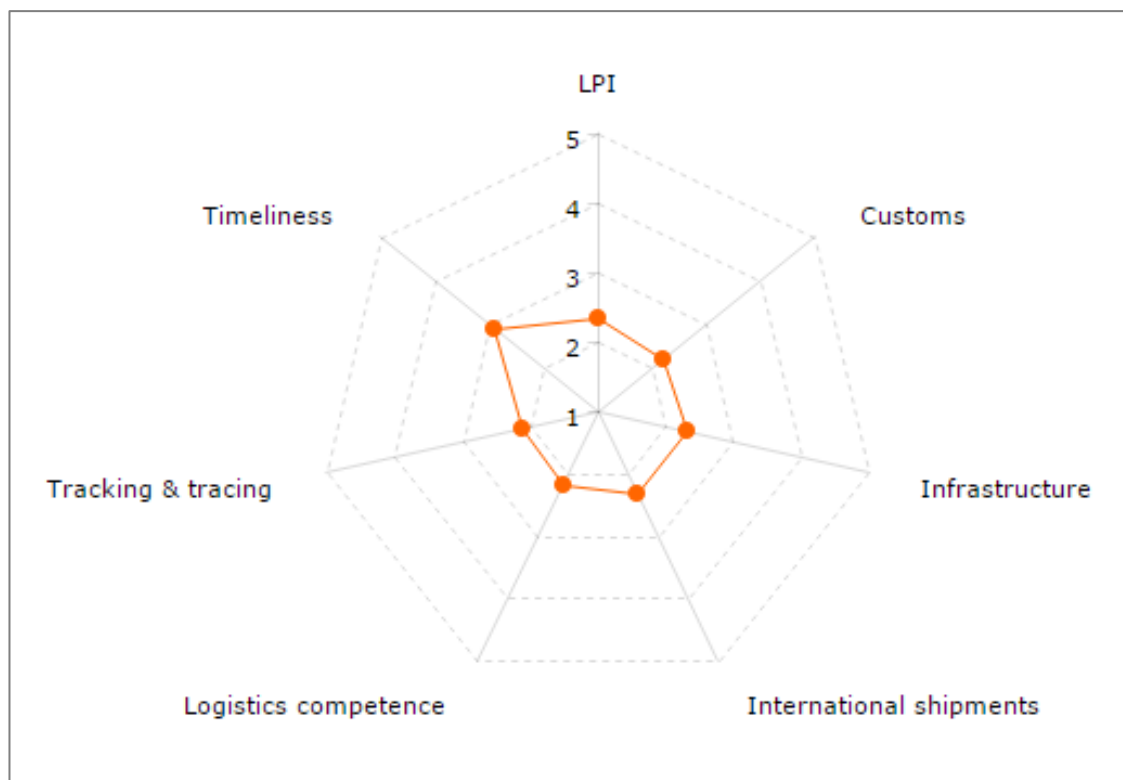 LPI
5
4
3
2
1
Timeliness
Customs
Tracking & tracing
Infrastructure
Logistics competence
International shipments